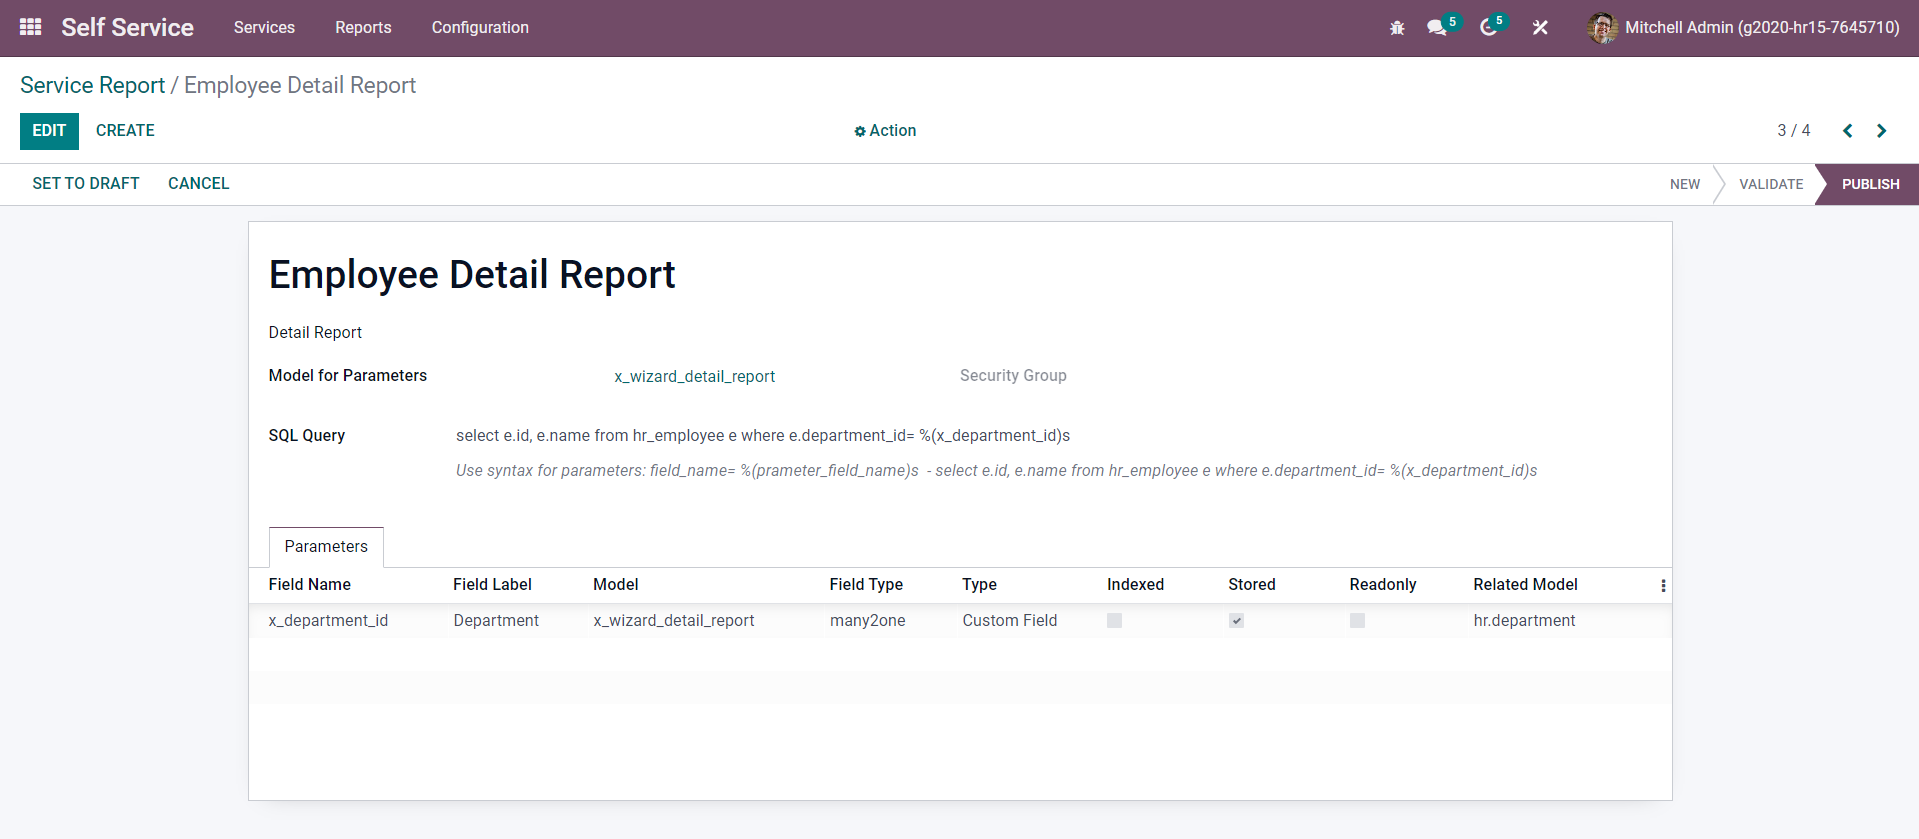 Self Service Services Reports Configuration 5 5 Mitchell Admin (g2020-hr15-7645710)
Service Report / Employee Detail Report
EDIT CREATE Action 3 / 4
SET TO DRAFT CANCEL NEW VALIDATE PUBLISH
Employee Detail Report
Detail Report
Model for Parameters x_wizard_detail_report Security Group
SQL Query select e.id, e.name from hr_employee e where e.department_id= %(x_department_id)s
Use syntax for parameters: field_name= %(prameter_field_name)s - select e.id, e.name from hr_employee e where e.department_id= %(x_department_id)s
Parameters
Field Name Field Label Model Field Type Type Indexed Stored Readonly Related Model
x_department_id Department x_wizard_detail_report many2one Custom Field hr.department